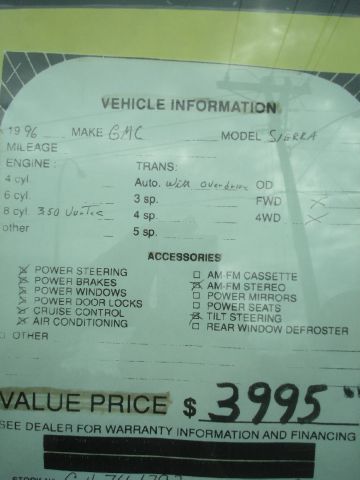 VEHICLE INFORMATION
1996 MAKE GMC MODEL SIERRA
MILEAGE
ENGINE: TRANS:
4 cyl. Auto. with overdrive OD
6 cyl. 3 sp. FWD X
8 cyl. 350 Vortec 4 sp. 4WD X
other 5 sp.
ACCESSORIES
POWER STEERING AM-FM CASSETTE
POWER BRAKES AM-FM STEREO
POWER WINDOWS POWER MIRRORS
POWER DOOR LOCKS POWER SEATS
CRUISE CONTROL TILT STEERING
AIR CONDITIONING REAR WINDOW DEFROSTER
OTHER
VALUE PRICE $ 3995
SEE DEALER FOR WARRANTY INFORMATION AND FINANCING